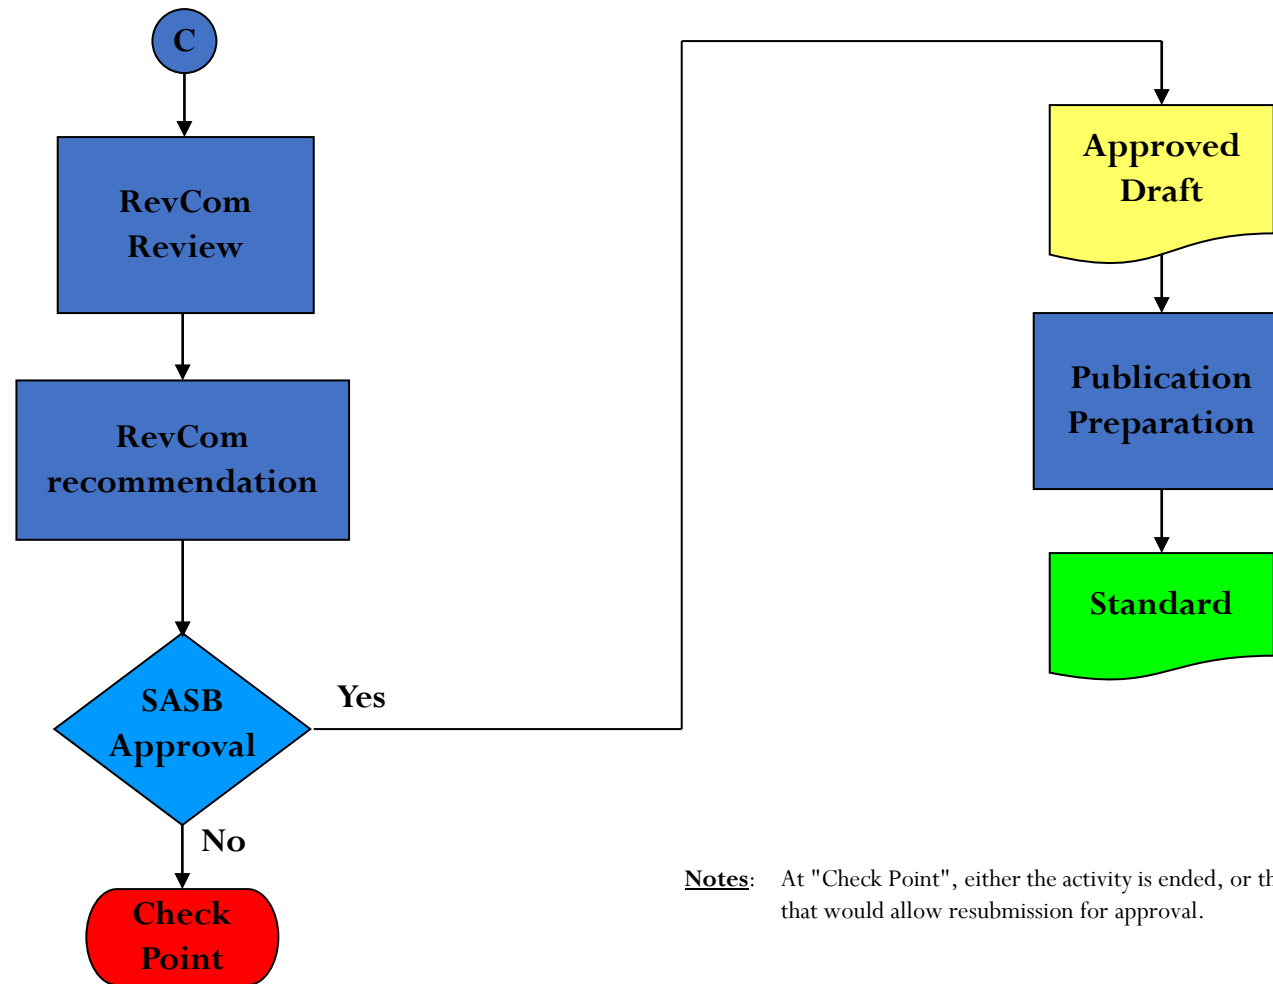 C
RevCom
Review
RevCom
recommendation
SASB
Approval
Yes
No
Check
Point
Approved
Draft
Publication
Preparation
Standard
Notes: At "Check Point", either the activity is ended, or th
that would allow resubmission for approval.